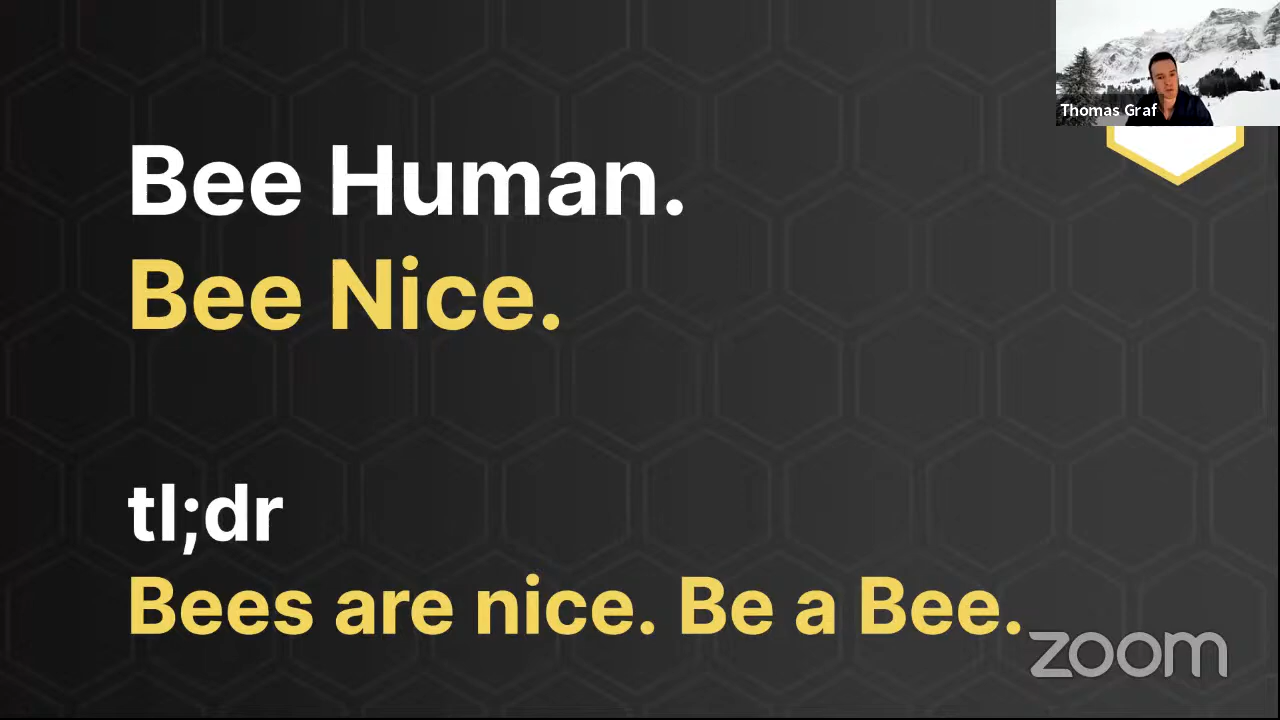 Thomas Graf
Bee Human.
Bee Nice.
tl;dr
Bees are nice. Be a Bee.
zoom